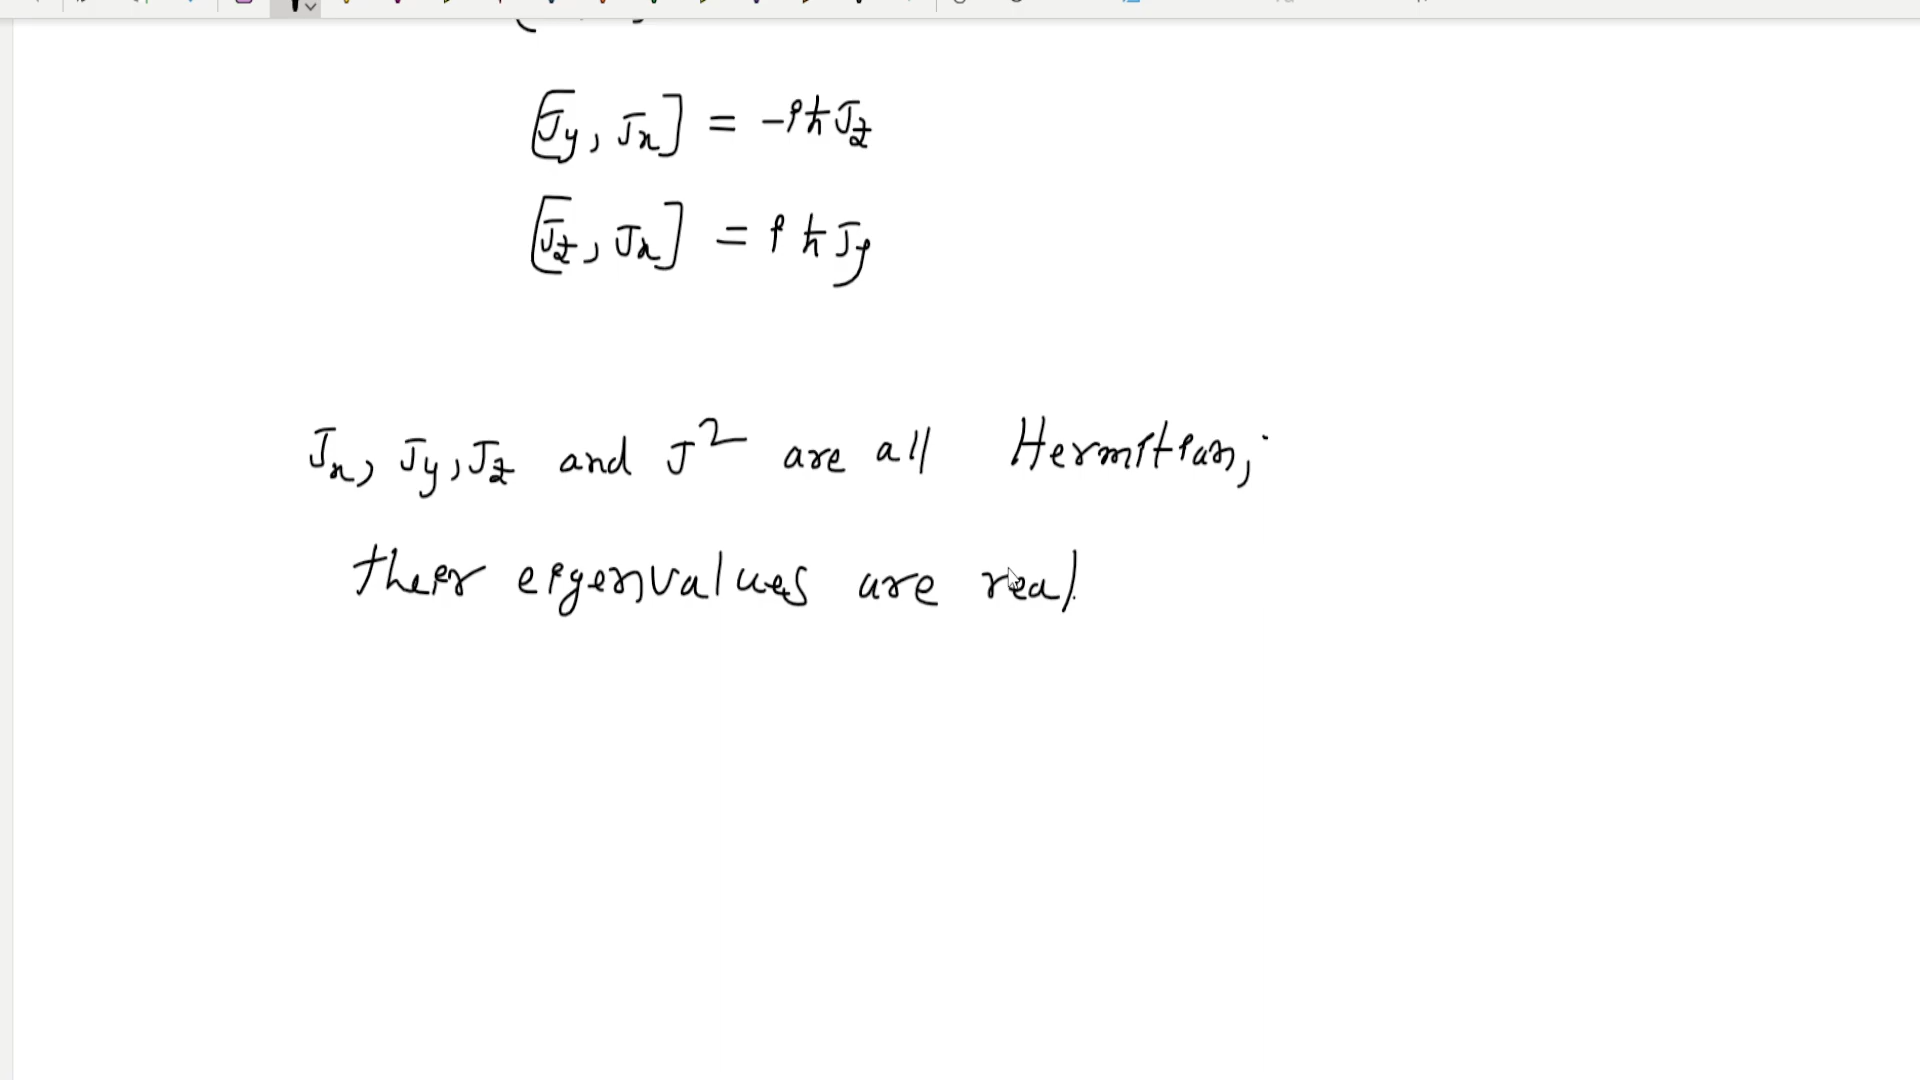 [Jy, Jx] = -iħJz
[Jz, Jx] = iħJy
Jx, Jy, Jz and J² are all Hermitian;
their eigenvalues are real.